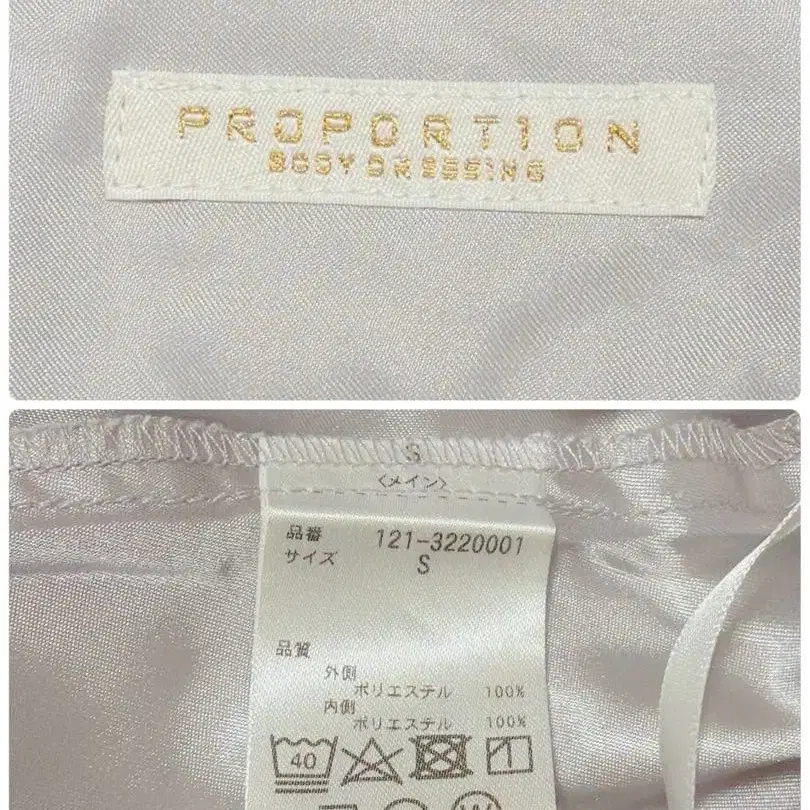 PROPORTION
BODY DRESSING
S
〈メイン〉
品番 121-3220001
サイズ S
品質
外側
ポリエステル 100%
内側
ポリエステル 100%
40
W